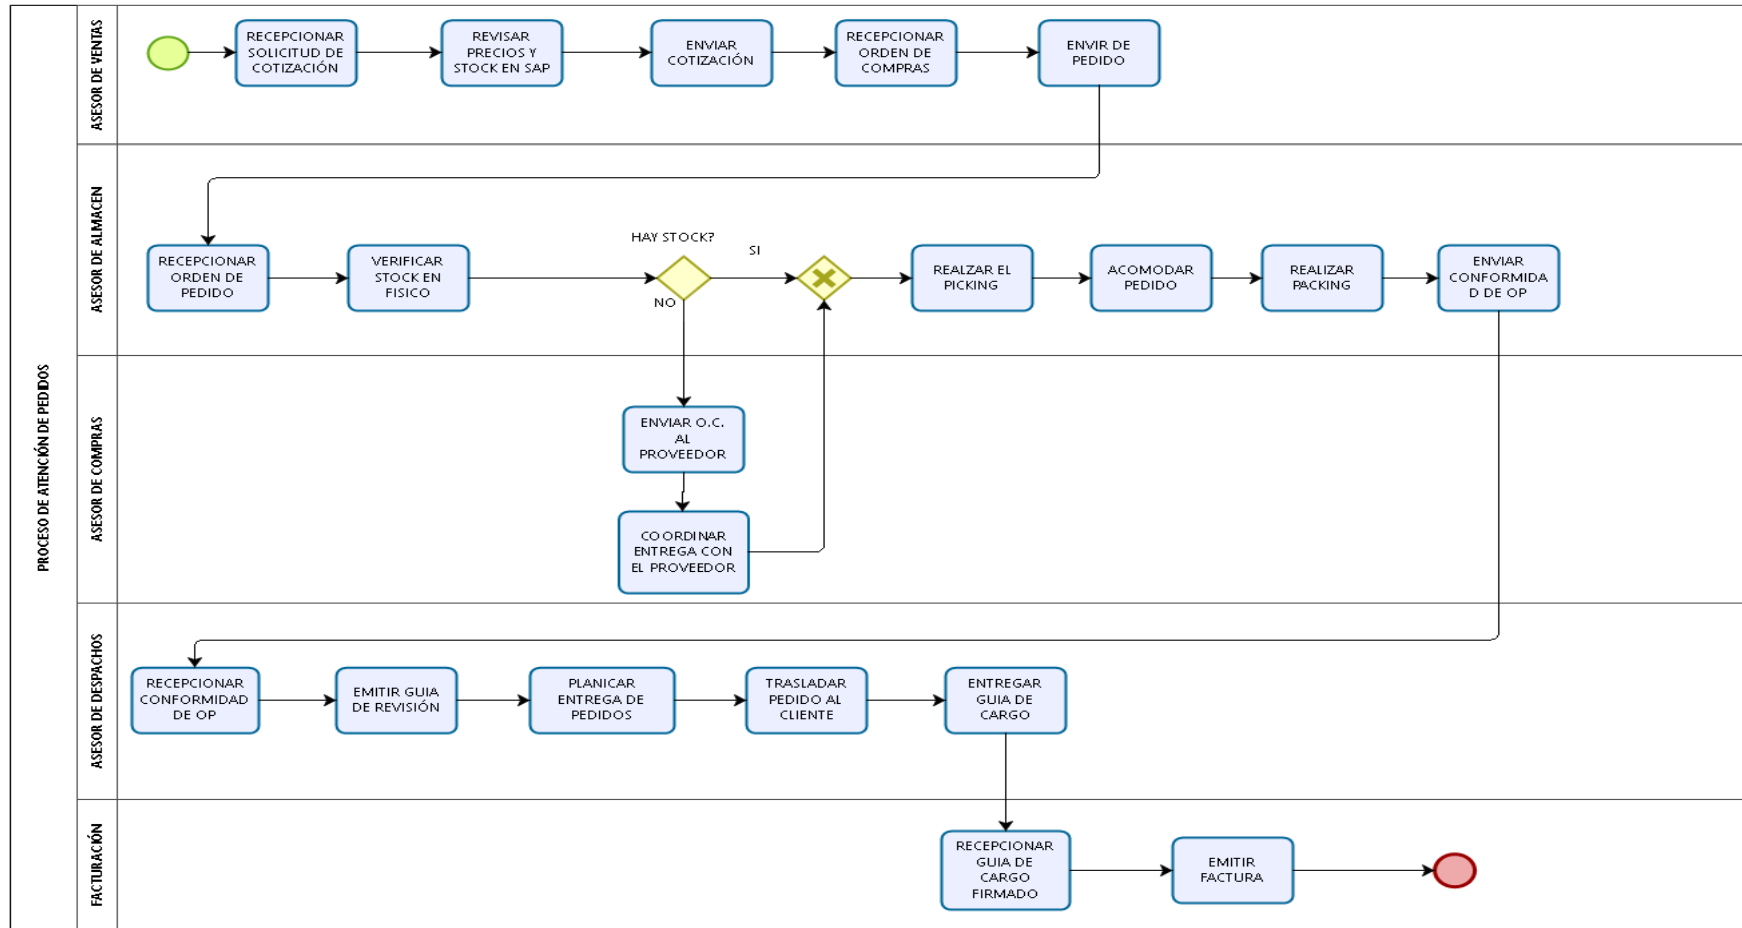 PROCESO DE ATENCIÓN DE PEDIDOS
ASESOR DE VENTAS
RECEPCIONAR
SOLICITUD DE
COTIZACIÓN
REVISAR
PRECIOS Y
STOCK EN SAP
ENVIAR
COTIZACIÓN
RECEPCIONAR
ORDEN DE
COMPRAS
ENVIR DE
PEDIDO
ASESOR DE ALMACEN
RECEPCIONAR
ORDEN DE
PEDIDO
VERIFICAR
STOCK EN
FISICO
HAY STOCK?
SI
NO
REALZAR EL
PICKING
ACOMODAR
PEDIDO
REALIZAR
PACKING
ENVIAR
CONFORMIDA
D DE OP
ASESOR DE COMPRAS
ENVIAR O.C.
AL
PROVEEDOR
COORDINAR
ENTREGA CON
EL PROVEEDOR
ASESOR DE DESPACHOS
RECEPCIONAR
CONFORMIDAD
DE OP
EMITIR GUIA
DE REVISIÓN
PLANICAR
ENTREGA DE
PEDIDOS
TRASLADAR
PEDIDO AL
CLIENTE
ENTREGAR
GUIA DE
CARGO
FACTURACIÓN
RECEPCIONAR
GUIA DE
CARGO
FIRMADO
EMITIR
FACTURA